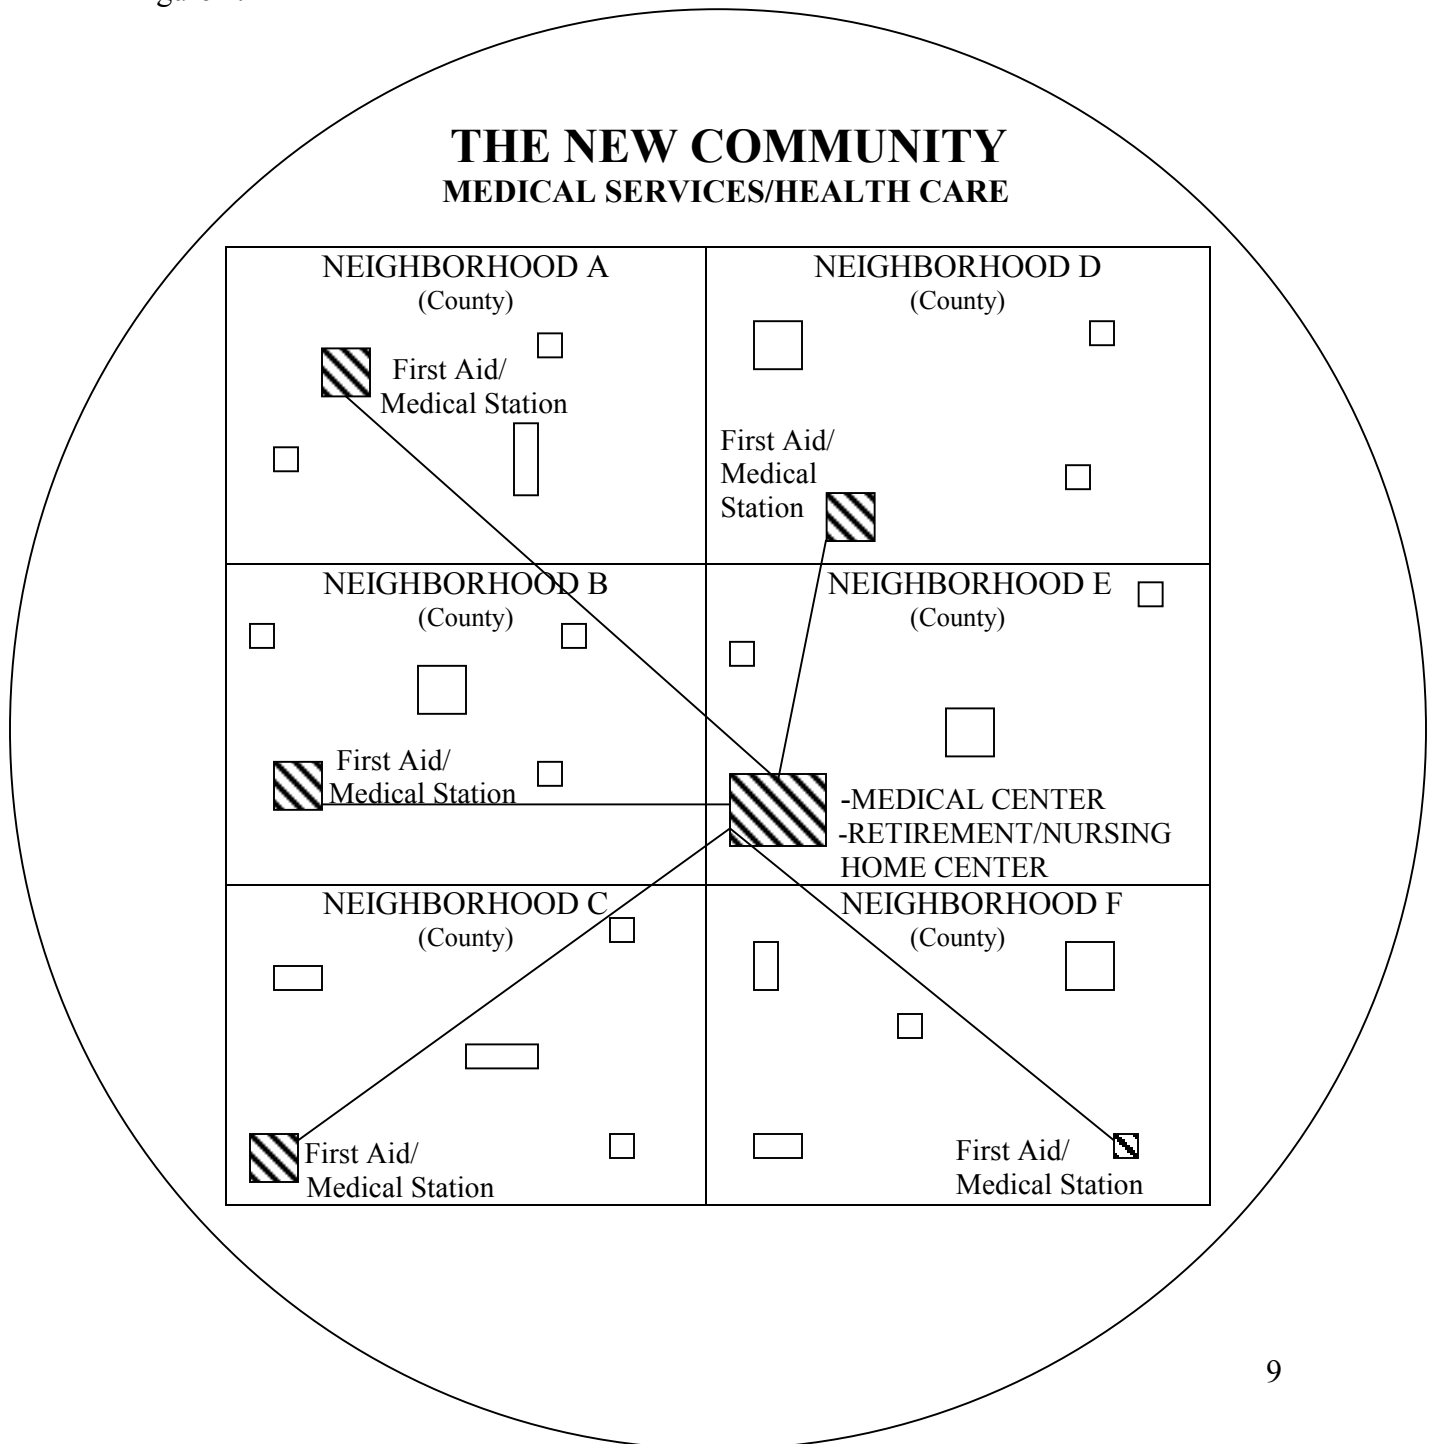 THE NEW COMMUNITY
MEDICAL SERVICES/HEALTH CARE
NEIGHBORHOOD A
(County)
First Aid/
Medical Station
NEIGHBORHOOD D
(County)
First Aid/
Medical
Station
NEIGHBORHOOD B
(County)
First Aid/
Medical Station
NEIGHBORHOOD E
(County)
-MEDICAL CENTER
-RETIREMENT/NURSING
HOME CENTER
NEIGHBORHOOD C
(County)
First Aid/
Medical Station
NEIGHBORHOOD F
(County)
First Aid/
Medical Station
9